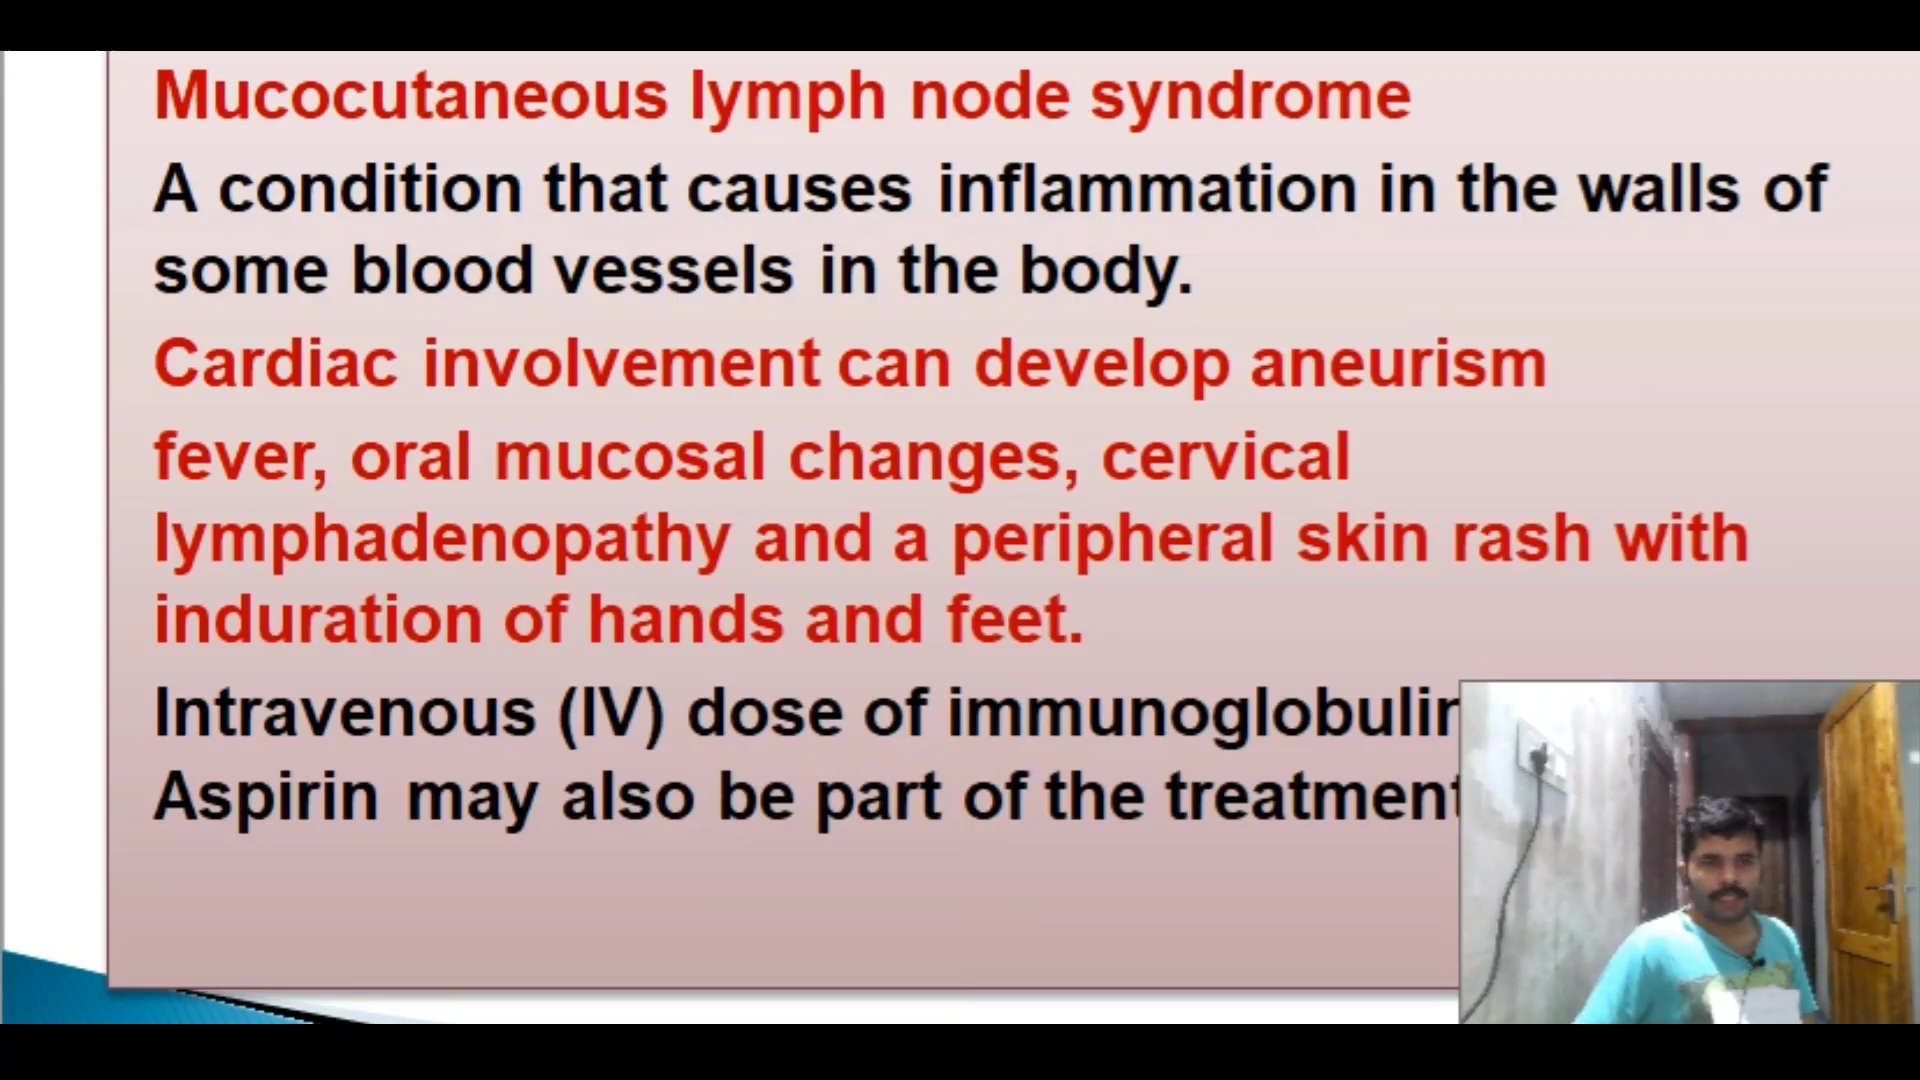 Mucocutaneous lymph node syndrome
A condition that causes inflammation in the walls of
some blood vessels in the body.
Cardiac involvement can develop aneurism
fever, oral mucosal changes, cervical
lymphadenopathy and a peripheral skin rash with
induration of hands and feet.
Intravenous (IV) dose of immunoglobulin
Aspirin may also be part of the treatment